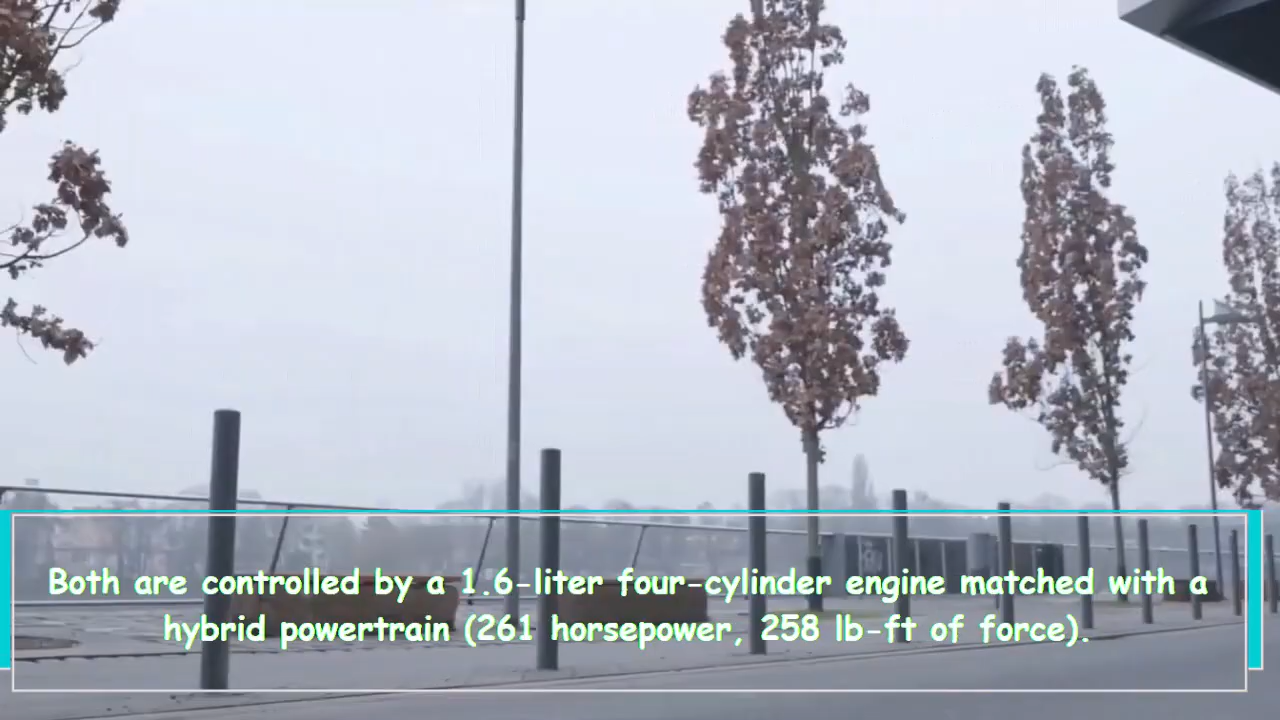 Both are controlled by a 1.6-liter four-cylinder engine matched with a
hybrid powertrain (261 horsepower, 258 lb-ft of force).